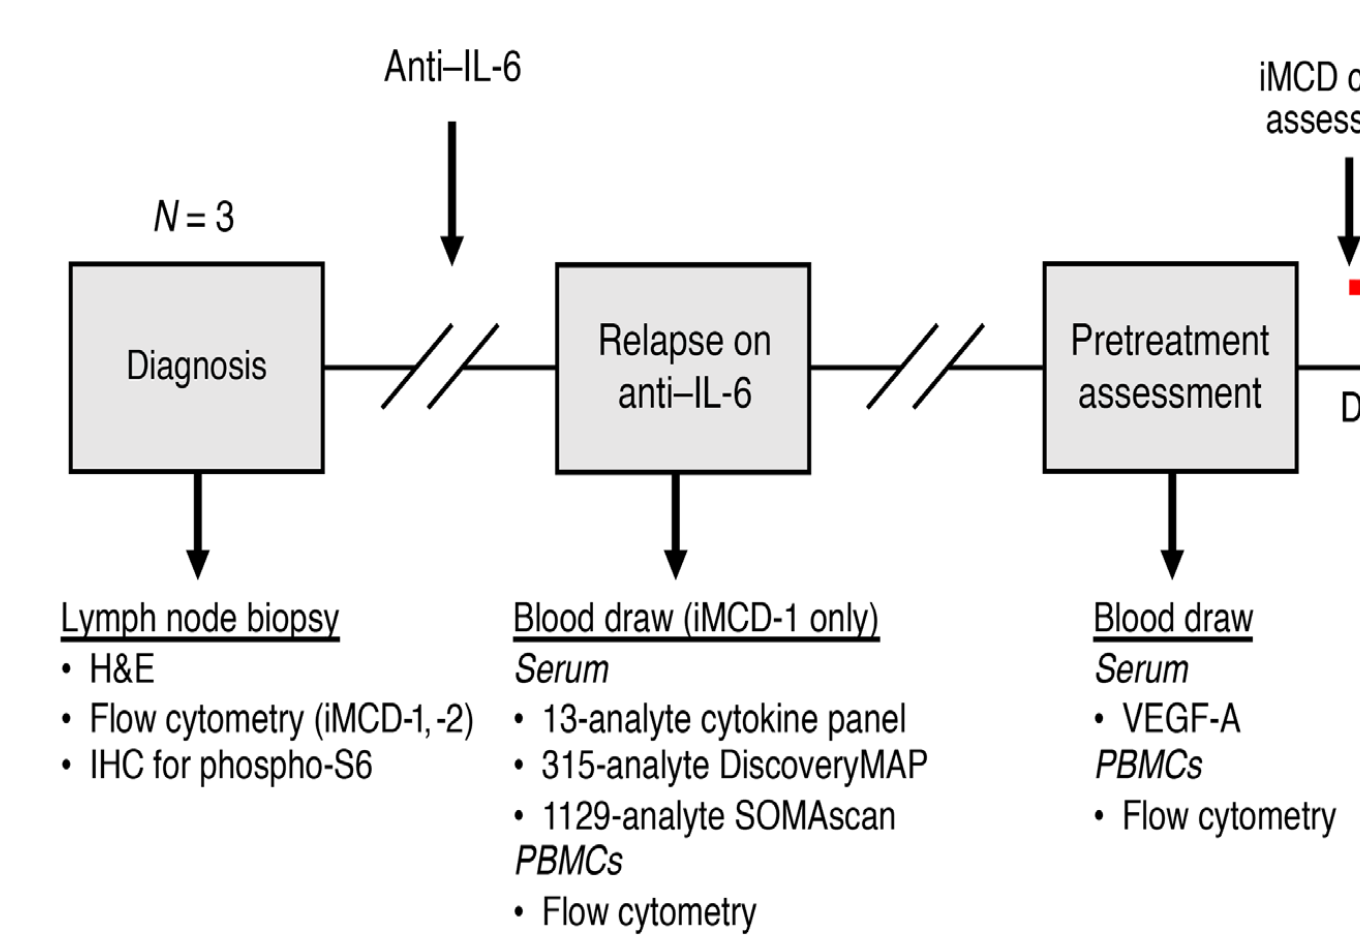 Anti–IL-6
iMCD
N = 3
Diagnosis
Relapse on
anti–IL-6
Pretreatment
assessment
Lymph node biopsy
• H&E
• Flow cytometry (iMCD-1, -2)
• IHC for phospho-S6
Blood draw (iMCD-1 only)
Serum
• 13-analyte cytokine panel
• 315-analyte DiscoveryMAP
• 1129-analyte SOMAscan
PBMCs
• Flow cytometry
Blood draw
Serum
• VEGF-A
PBMCs
• Flow cytometry